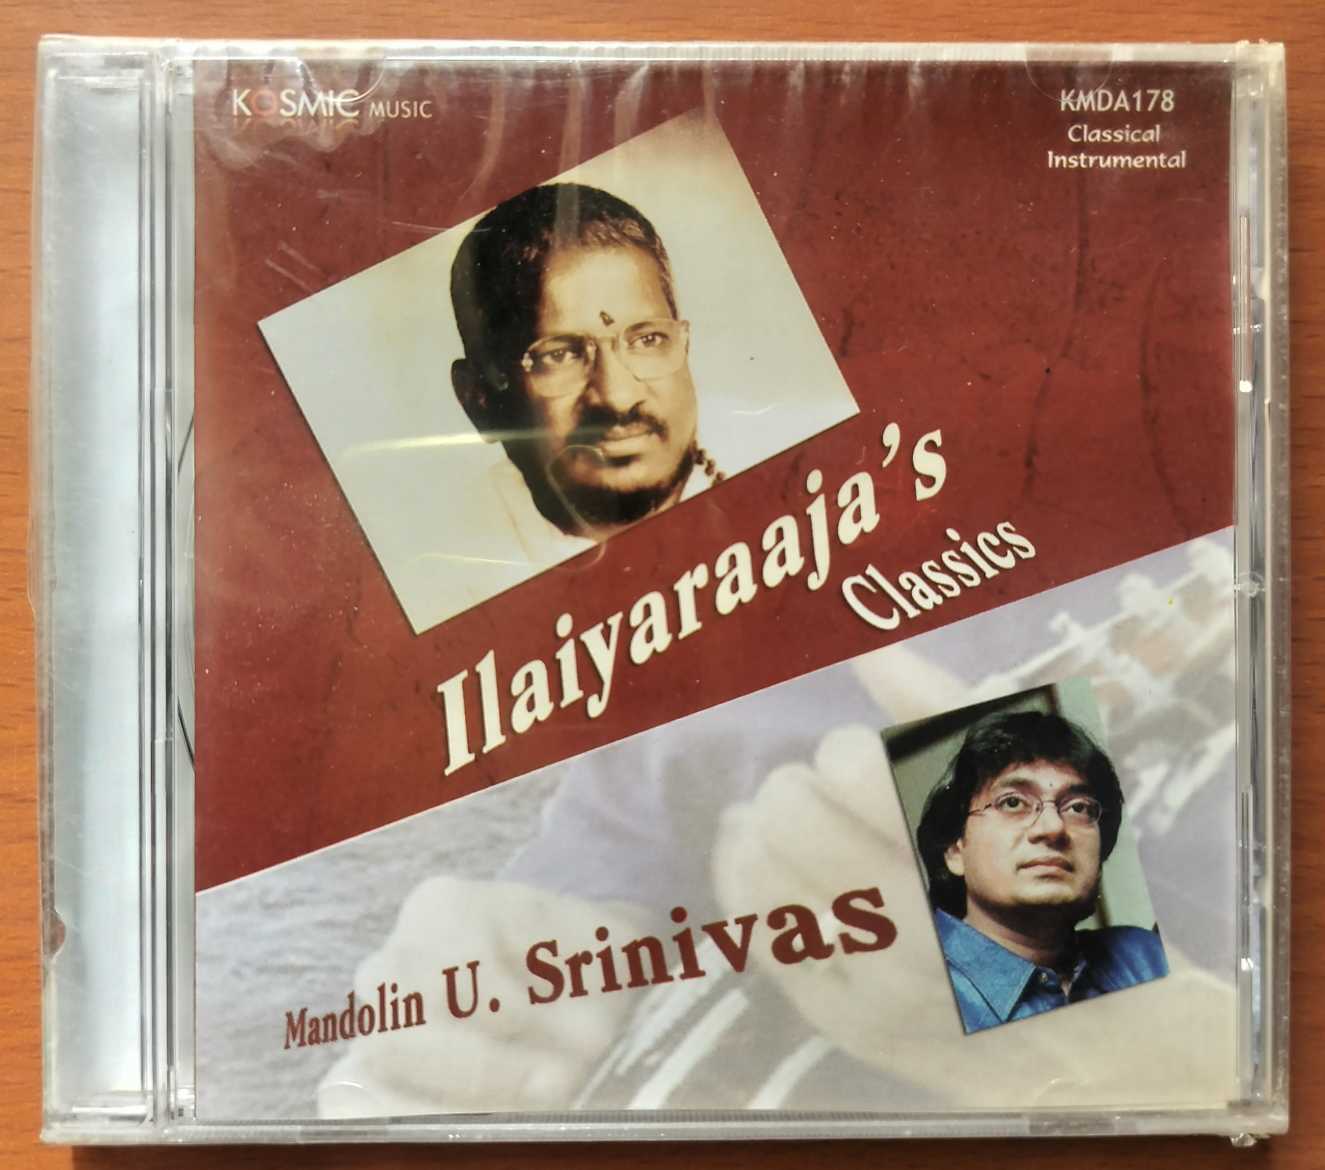 KOSMIC MUSIC
KMDA178
Classical
Instrumental
Ilaiyaraaja's
Classics
Mandolin U. Srinivas